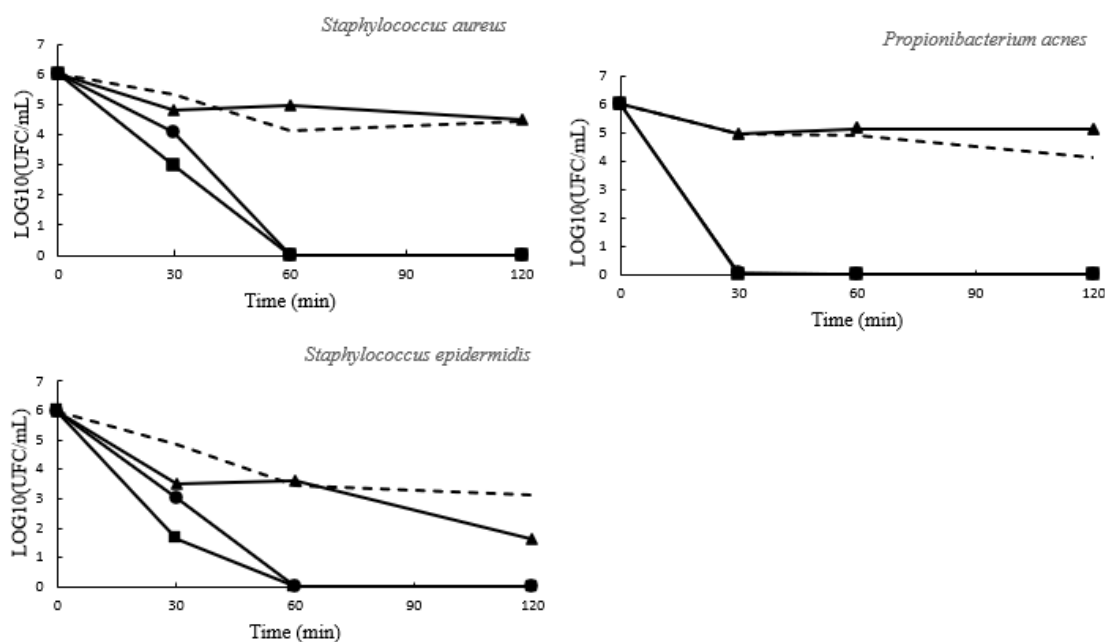 Staphylococcus aureus
LOG10(UFC/mL)
7
6
5
4
3
2
1
0
0 30 60 90 120
Time (min)
Propionibacterium acnes
LOG10(UFC/mL)
7
6
5
4
3
2
1
0
0 30 60 90 120
Time (min)
Staphylococcus epidermidis
LOG10(UFC/mL)
7
6
5
4
3
2
1
0
0 30 60 90 120
Time (min)